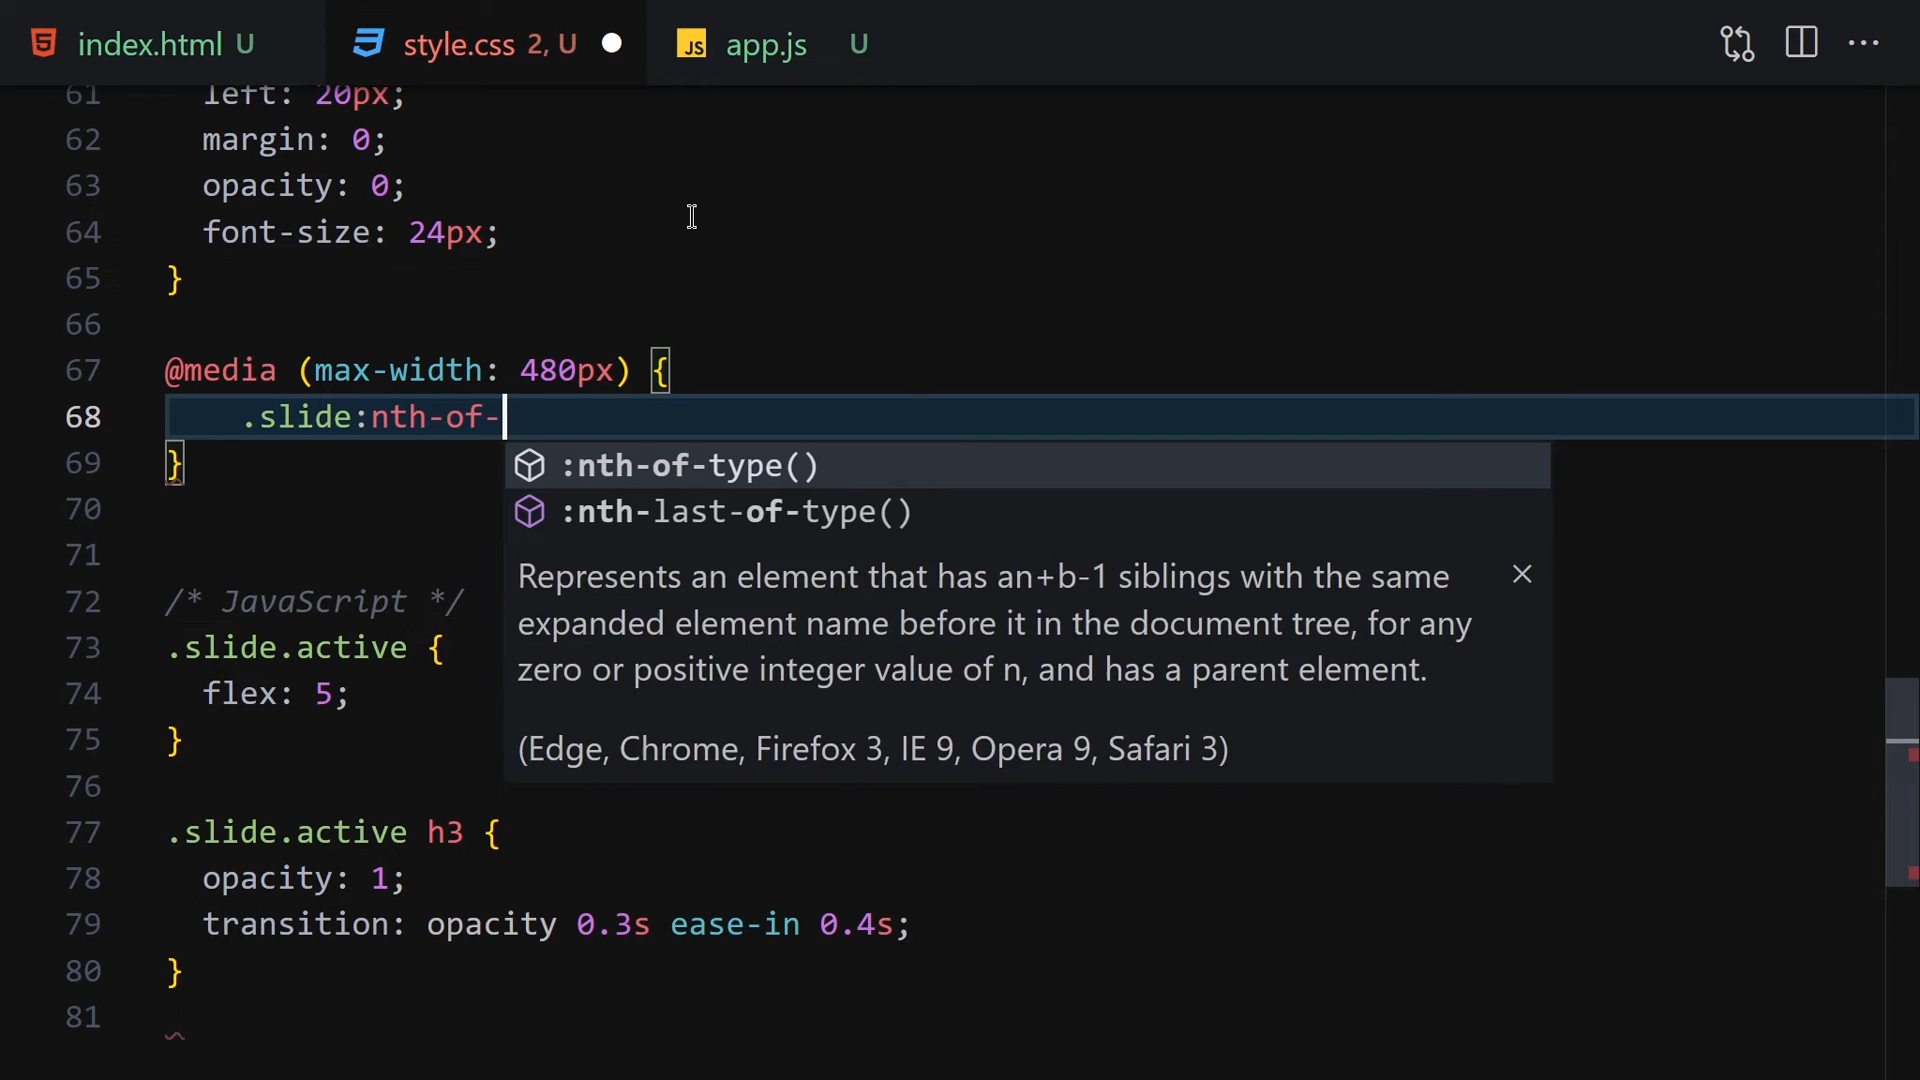 index.html U
style.css 2, U
JS app.js U
61 left: 20px;
62 margin: 0;
63 opacity: 0;
64 font-size: 24px;
65 }
66
67 @media (max-width: 480px) {
68 .slide:nth-of-
69 }
:nth-of-type()
:nth-last-of-type()
Represents an element that has an+b-1 siblings with the same
expanded element name before it in the document tree, for any
zero or positive integer value of n, and has a parent element.
(Edge, Chrome, Firefox 3, IE 9, Opera 9, Safari 3)
70
71
72 /* JavaScript */
73 .slide.active {
74 flex: 5;
75 }
76
77 .slide.active h3 {
78 opacity: 1;
79 transition: opacity 0.3s ease-in 0.4s;
80 }
81